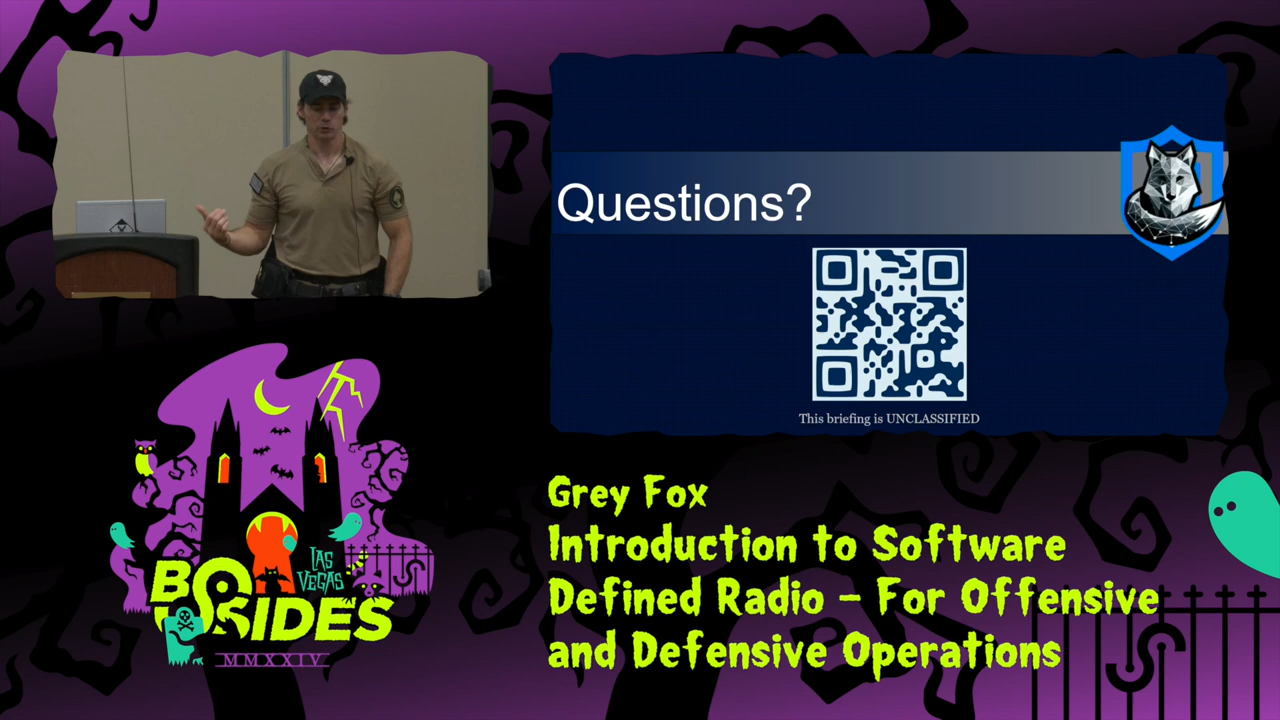 Questions?
This briefing is UNCLASSIFIED
LAS
VEGAS
BSIDES
MMXXIV
Grey Fox
Introduction to Software
Defined Radio – For Offensive
and Defensive Operations